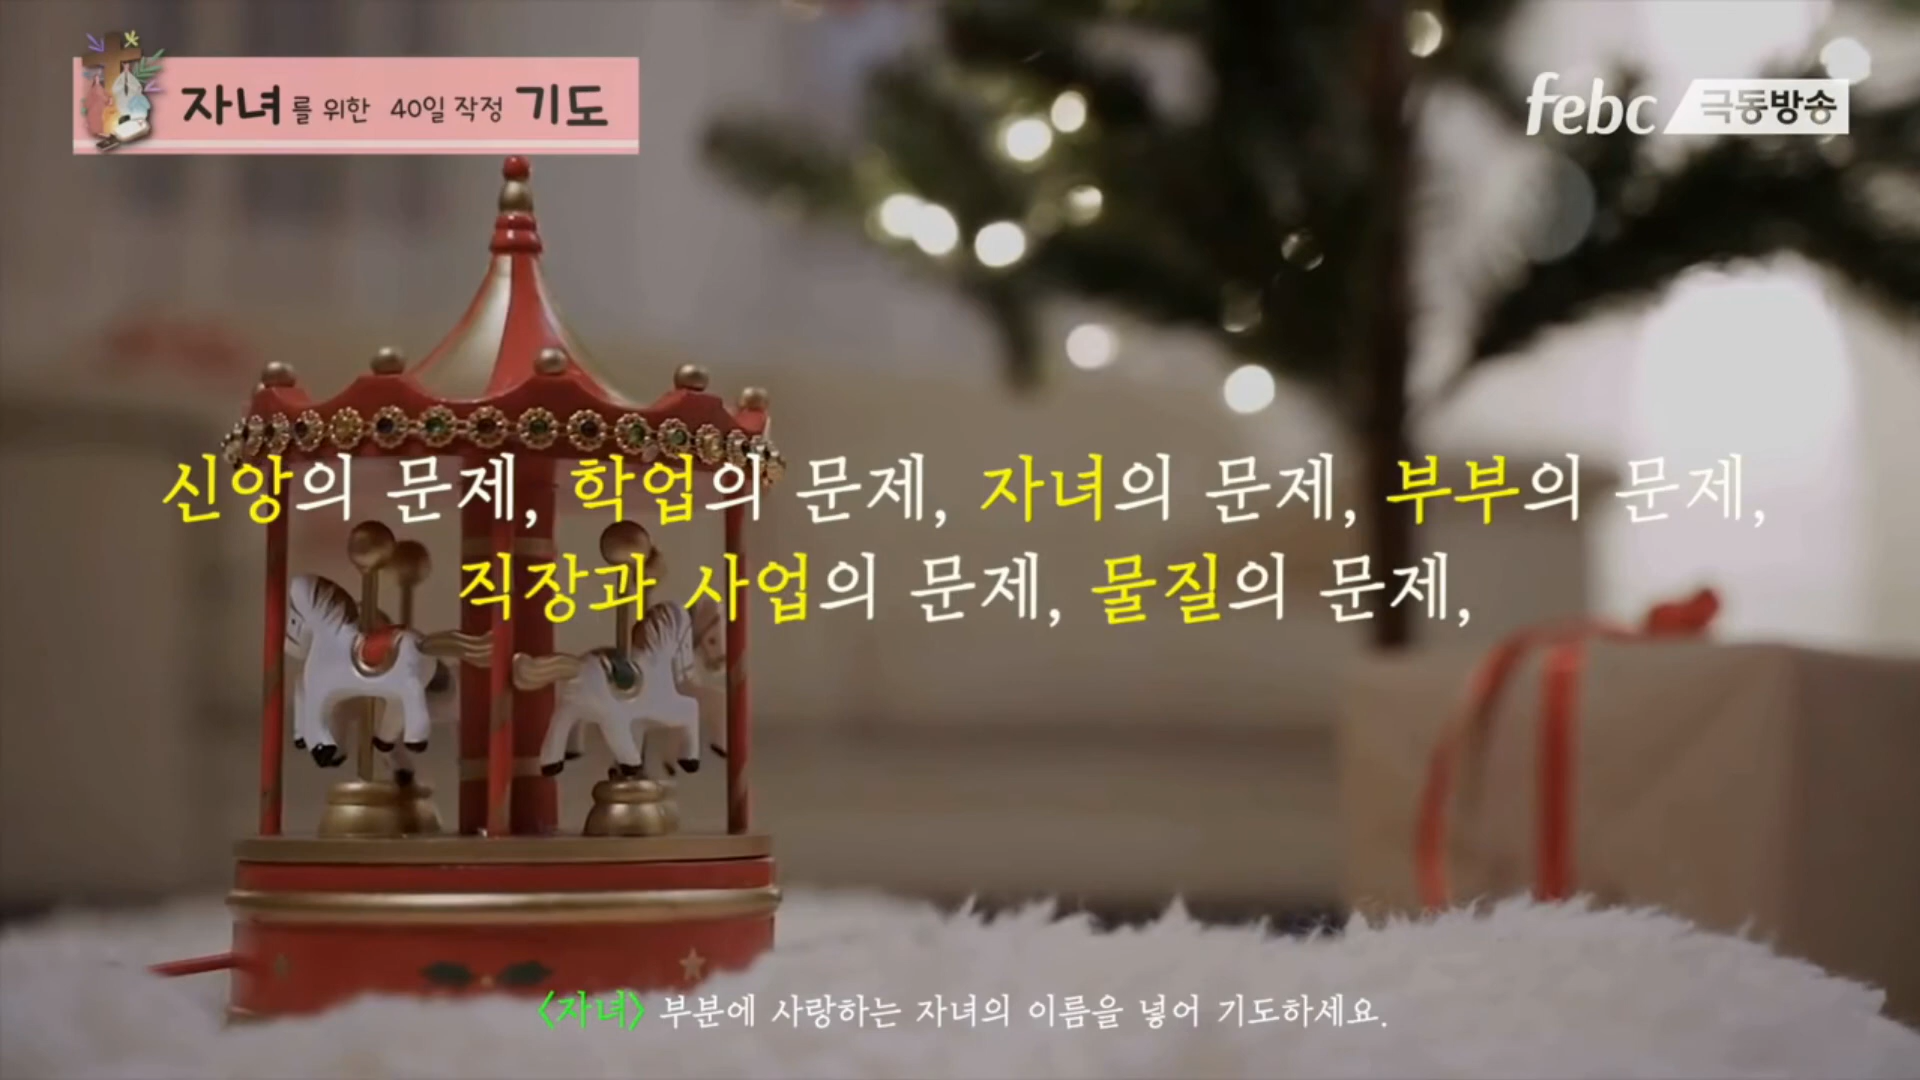 자녀를 위한 40일 작정 기도
febc 극동방송
신앙의 문제, 학업의 문제, 자녀의 문제, 부부의 문제,
직장과 사업의 문제, 물질의 문제,
<자녀> 부분에 사랑하는 자녀의 이름을 넣어 기도하세요.